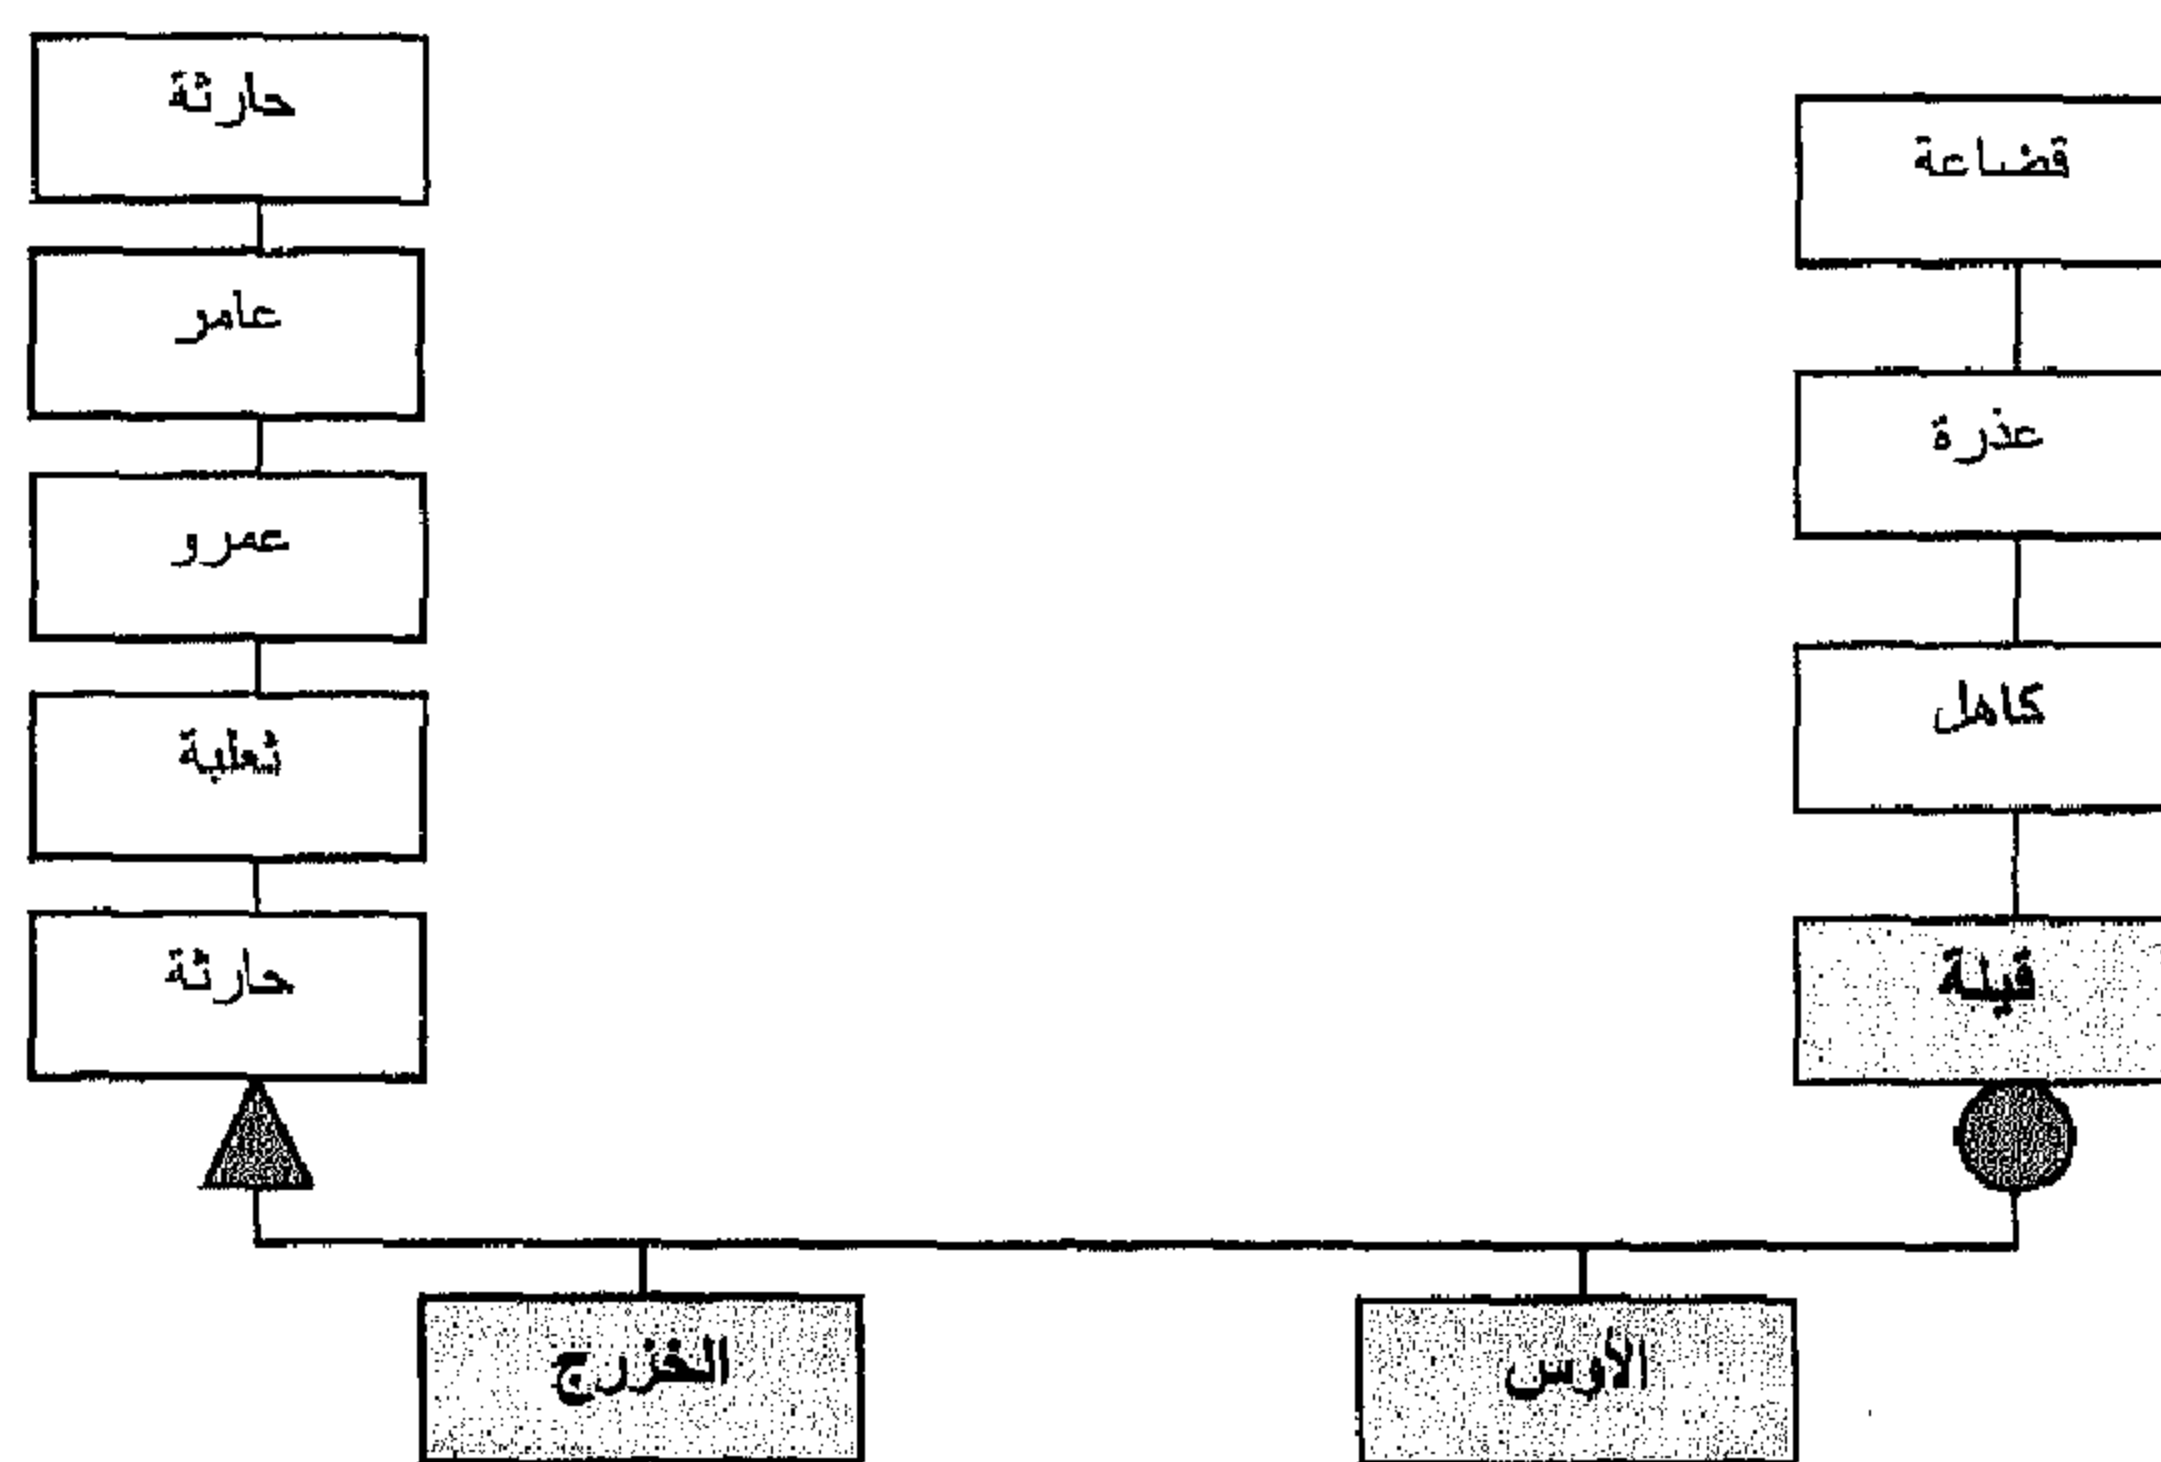 حارثة
قضاعة
عامر
عذرة
عمرو
كاهل
ثعلبة
قيلة
حارثة
الأوس
الخزرج